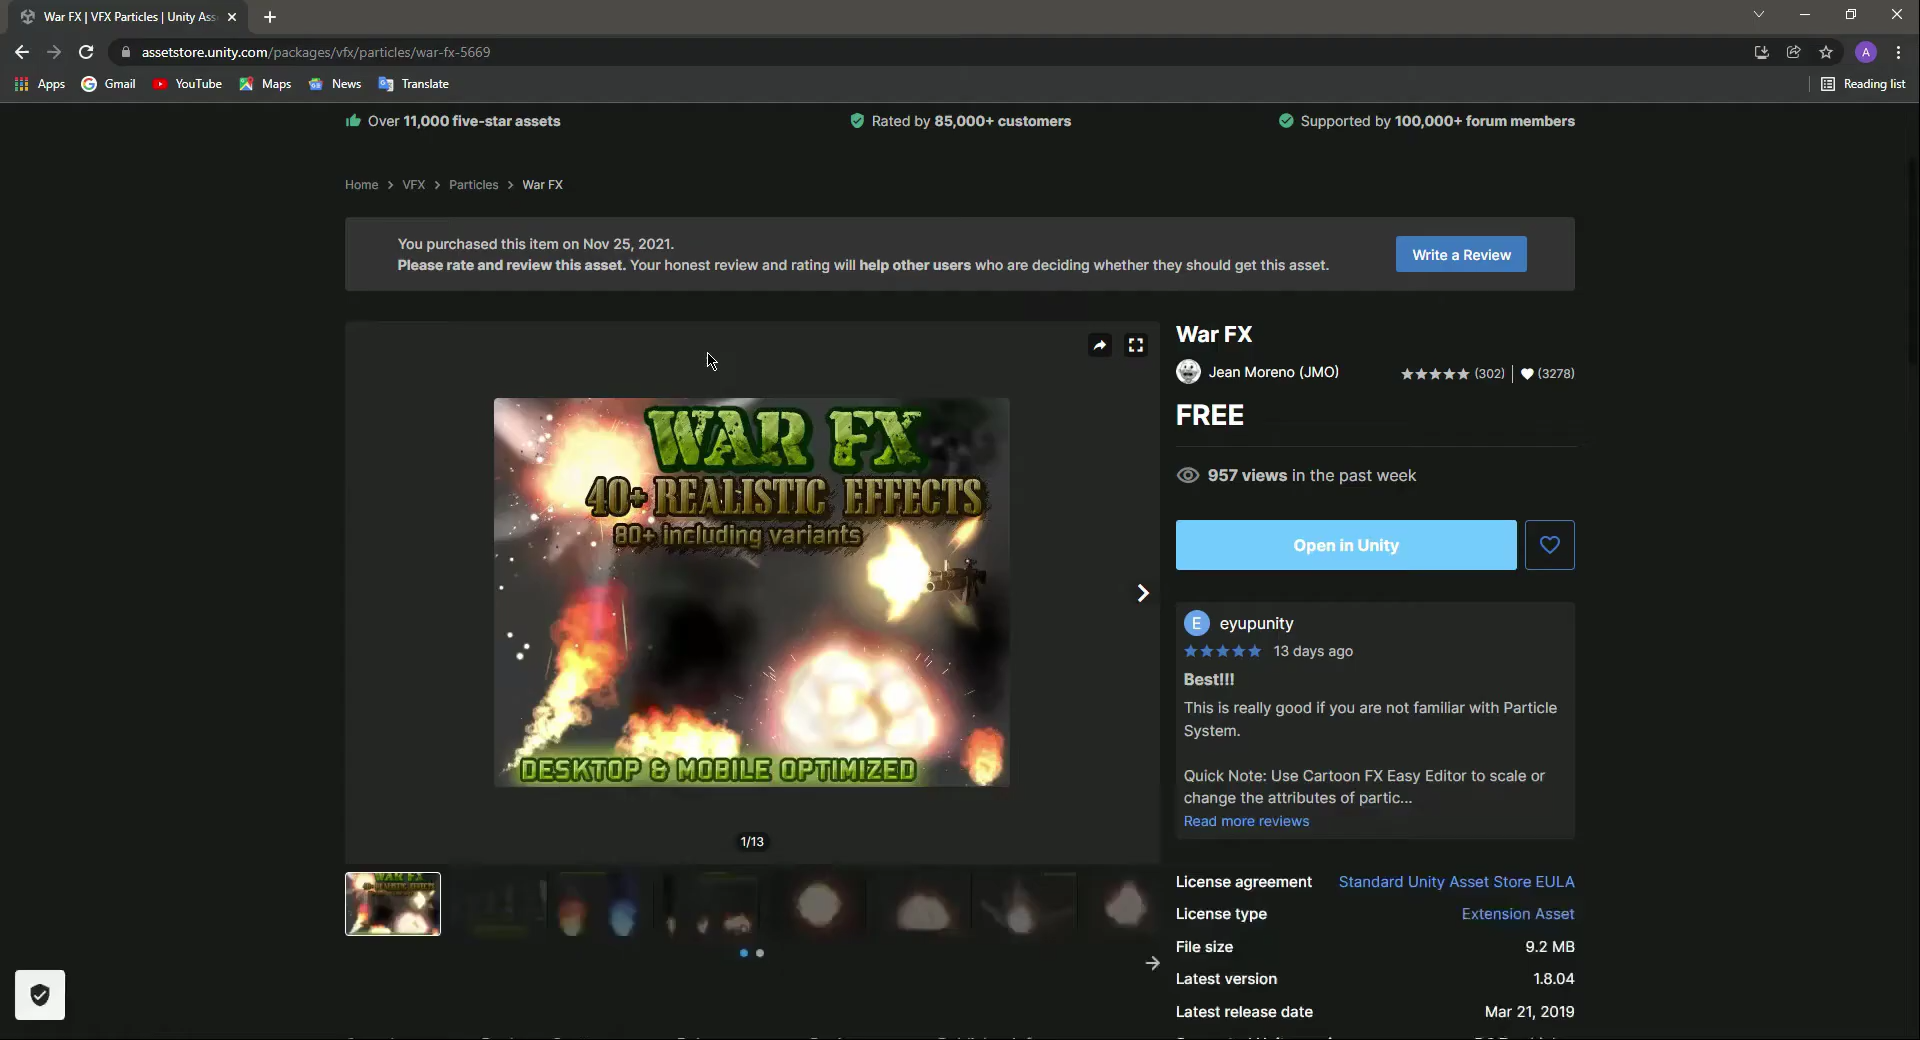 War FX | VFX Particles | Unity Ass
assetstore.unity.com/packages/vfx/particles/war-fx-5669
A
Apps
Gmail
YouTube
Maps
News
Translate
Reading list
Over 11,000 five-star assets
Rated by 85,000+ customers
Supported by 100,000+ forum members
Home > VFX > Particles > War FX
You purchased this item on Nov 25, 2021.
Please rate and review this asset. Your honest review and rating will help other users who are deciding whether they should get this asset.
Write a Review
WAR FX
40+ REALISTIC EFFECTS
80+ including variants
DESKTOP & MOBILE OPTIMIZED
1/13
War FX
Jean Moreno (JMO)
(302) | (3278)
FREE
957 views in the past week
Open in Unity
E eyupunity
13 days ago
Best!!!
This is really good if you are not familiar with Particle
System.
Quick Note: Use Cartoon FX Easy Editor to scale or
change the attributes of partic...
Read more reviews
License agreement Standard Unity Asset Store EULA
License type Extension Asset
File size 9.2 MB
Latest version 1.8.04
Latest release date Mar 21, 2019